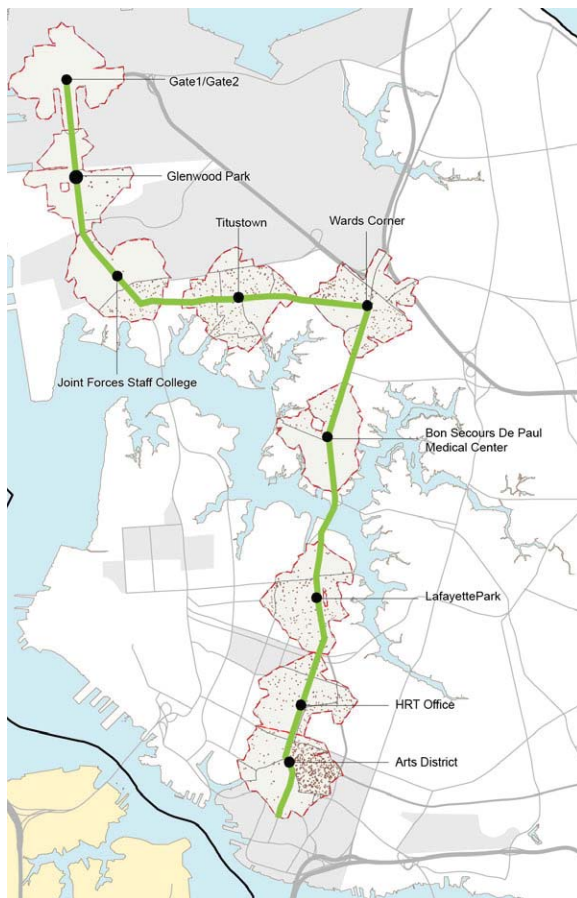 Gate1/Gate2
Glenwood Park
Titustown
Wards Corner
Joint Forces Staff College
Bon Secours De Paul
Medical Center
LafayettePark
HRT Office
Arts District